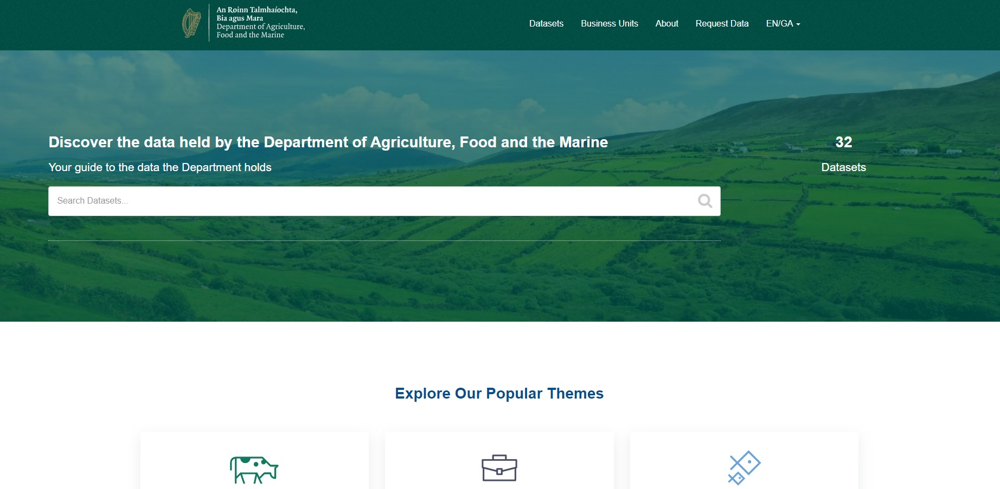 An Roinn Talmhaíochta,
Bia agus Mara
Department of Agriculture,
Food and the Marine
Datasets
Business Units
About
Request Data
EN/GA
Discover the data held by the Department of Agriculture, Food and the Marine
Your guide to the data the Department holds
Search Datasets...
32
Datasets
Explore Our Popular Themes